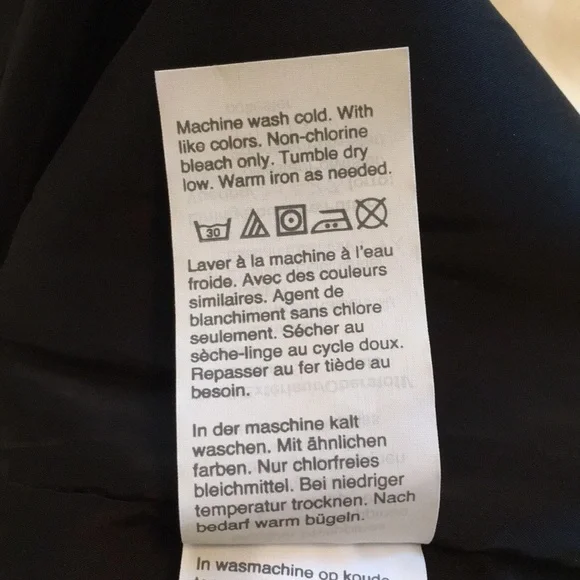 Machine wash cold. With
like colors. Non-chlorine
bleach only. Tumble dry
low. Warm iron as needed.
30
Laver à la machine à l'eau
froide. Avec des couleurs
similaires. Agent de
blanchiment sans chlore
seulement. Sécher au
sèche-linge au cycle doux.
Repasser au fer tiède au
besoin.
In der maschine kalt
waschen. Mit ähnlichen
farben. Nur chlorfreies
bleichmittel. Bei niedriger
temperatur trocknen. Nach
bedarf warm bügeln.
In wasmachine op koude